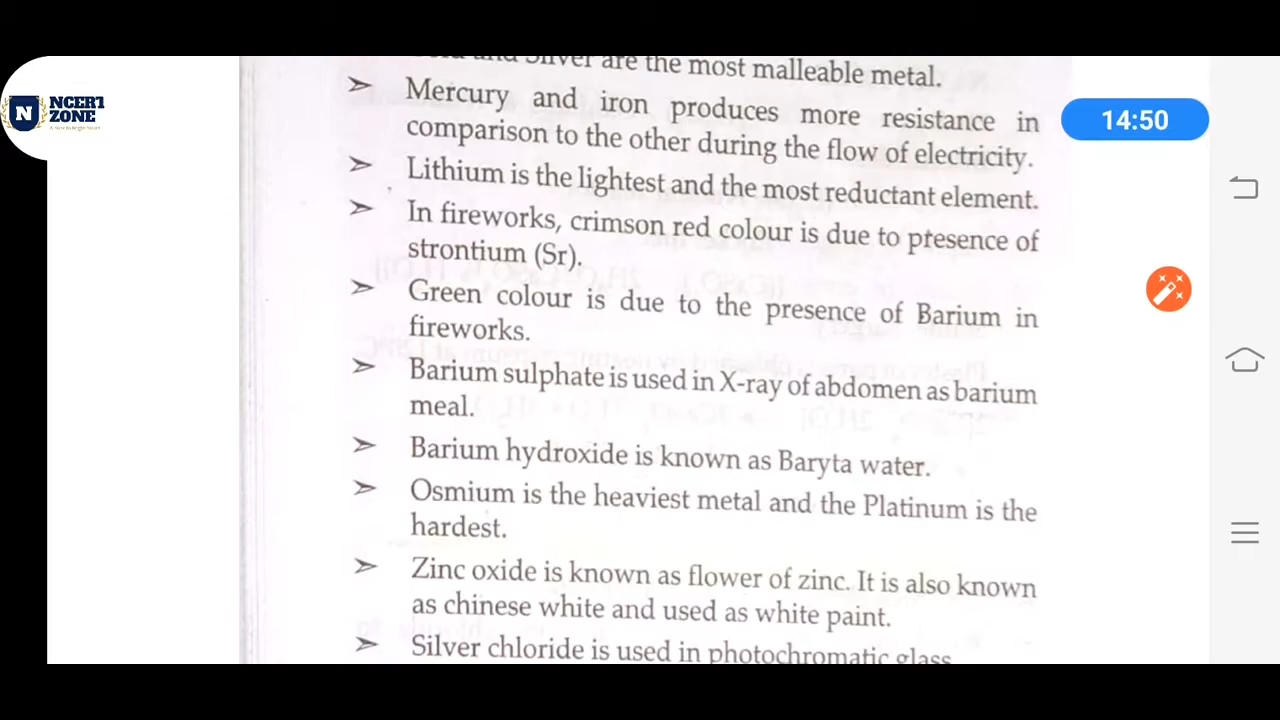 and Silver are the most malleable metal.
➢ Mercury and iron produces more resistance in
comparison to the other during the flow of electricity.
➢ Lithium is the lightest and the most reductant element.
➢ In fireworks, crimson red colour is due to presence of
strontium (Sr).
➢ Green colour is due to the presence of Barium in
fireworks.
➢ Barium sulphate is used in X-ray of abdomen as barium
meal.
➢ Barium hydroxide is known as Baryta water.
➢ Osmium is the heaviest metal and the Platinum is the
hardest.
➢ Zinc oxide is known as flower of zinc. It is also known
as chinese white and used as white paint.
➢ Silver chloride is used in photochromatic glass
N NCERT
ZONE
14:50